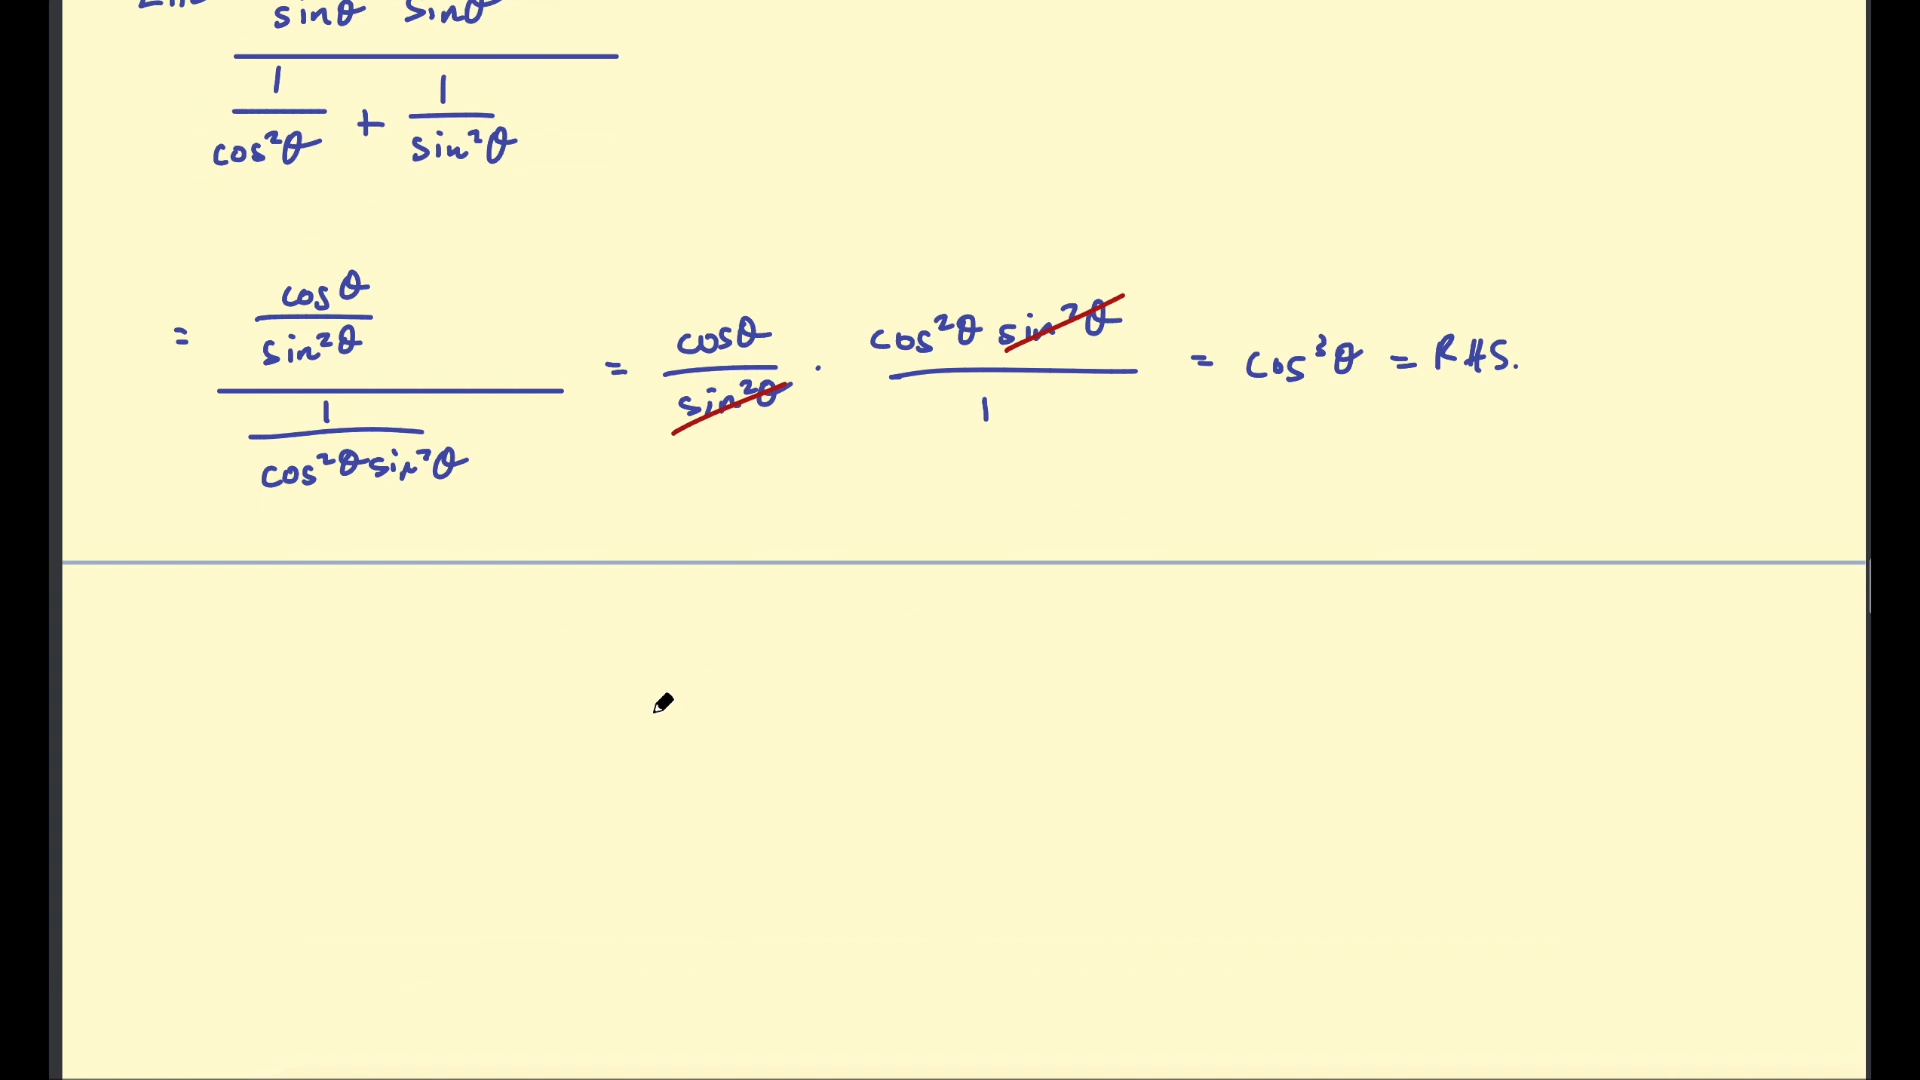 sinθ sinθ
1 1
cos²θ + sin²θ
= cosθ / sin²θ / 1 / cos²θ sin²θ = cosθ / sin²θ · cos²θ sin²θ / 1 = cos³θ = RHS.